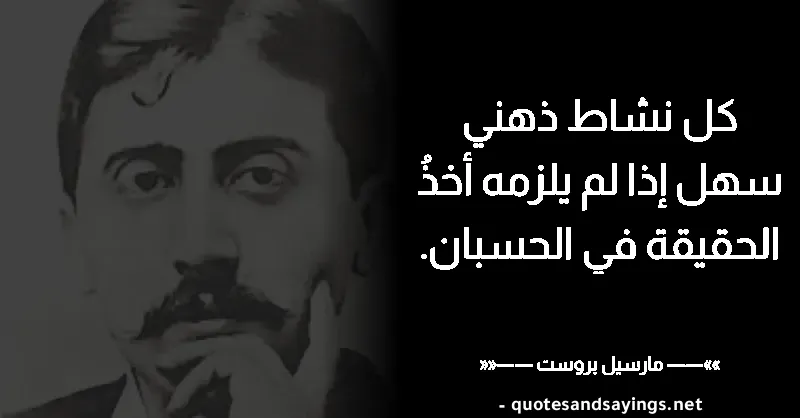 كل نشاط ذهني
سهل إذا لم يلزمه أخذُ
الحقيقة في الحسبان.
»»—— مارسيل بروست ——««
- quotesandsayings.net